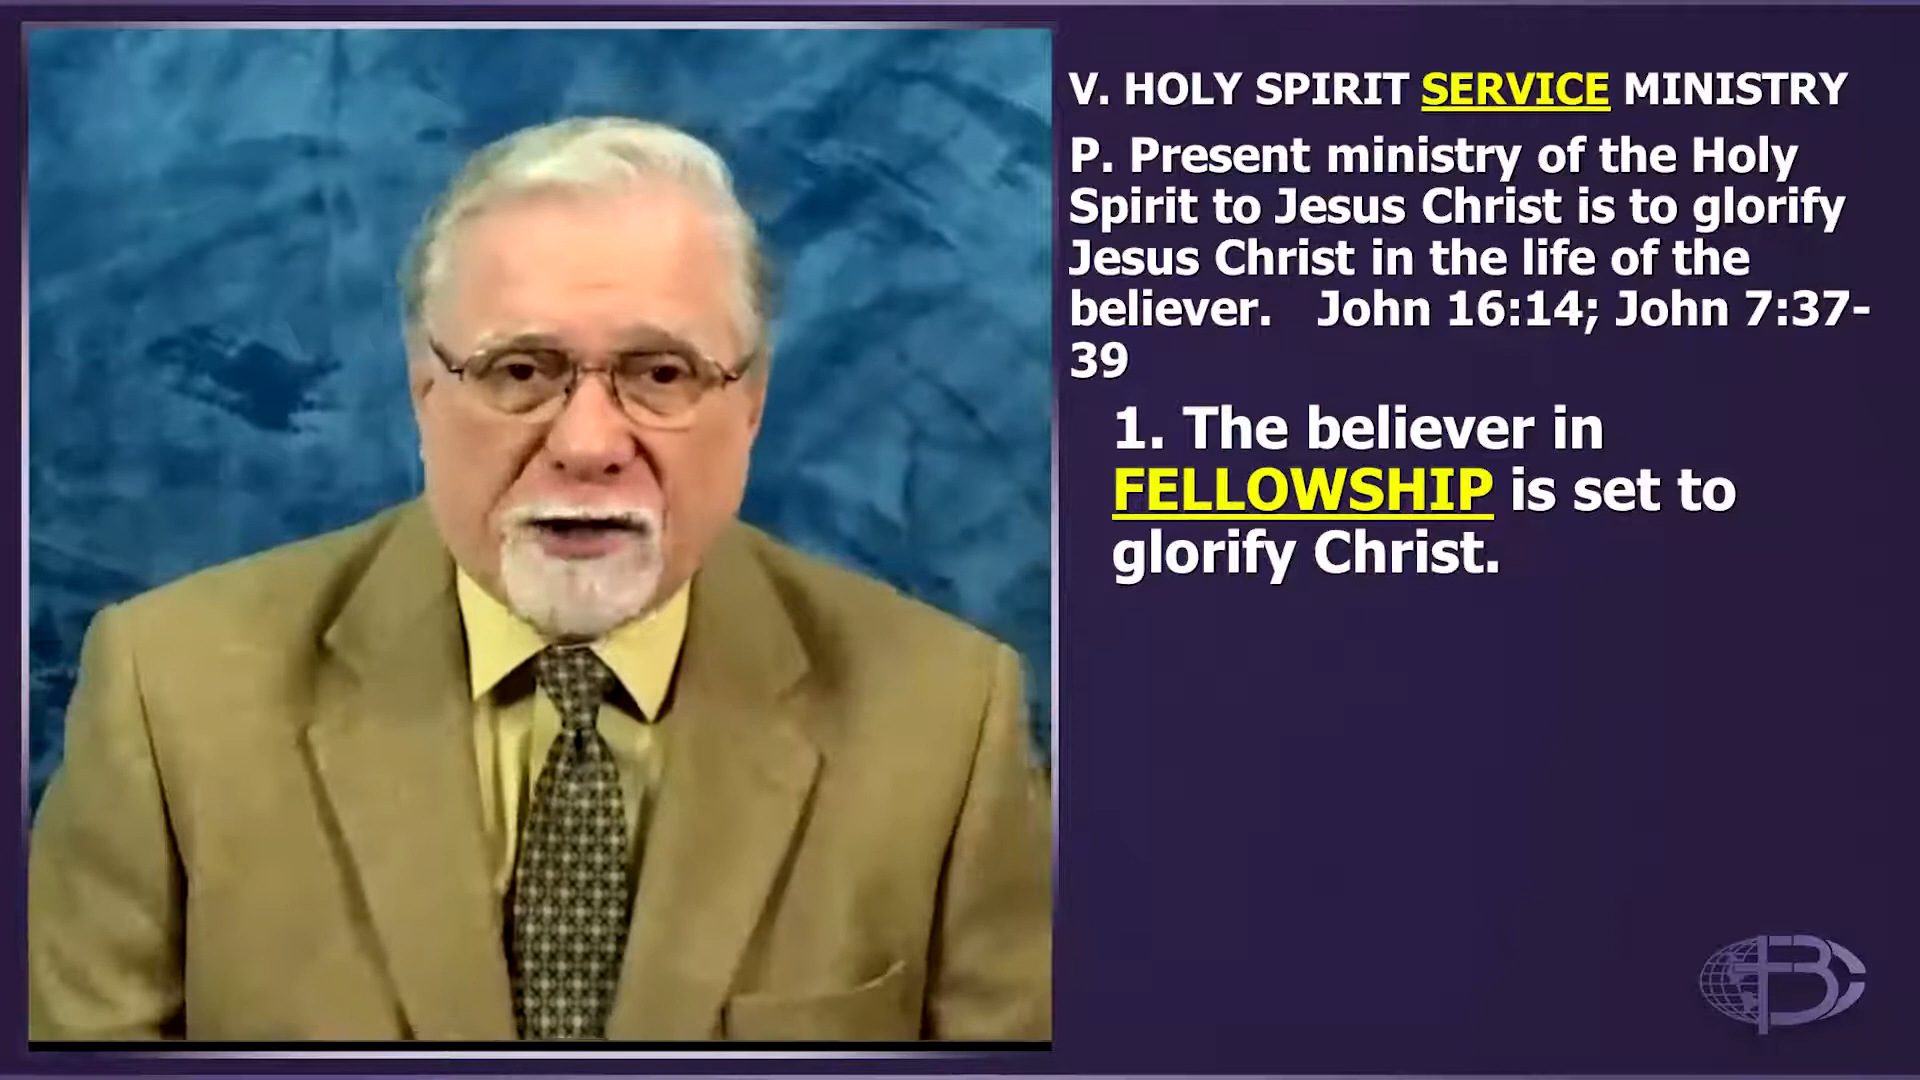 V. HOLY SPIRIT SERVICE MINISTRY
P. Present ministry of the Holy
Spirit to Jesus Christ is to glorify
Jesus Christ in the life of the
believer.   John 16:14; John 7:37-
39
1. The believer in
FELLOWSHIP is set to
glorify Christ.